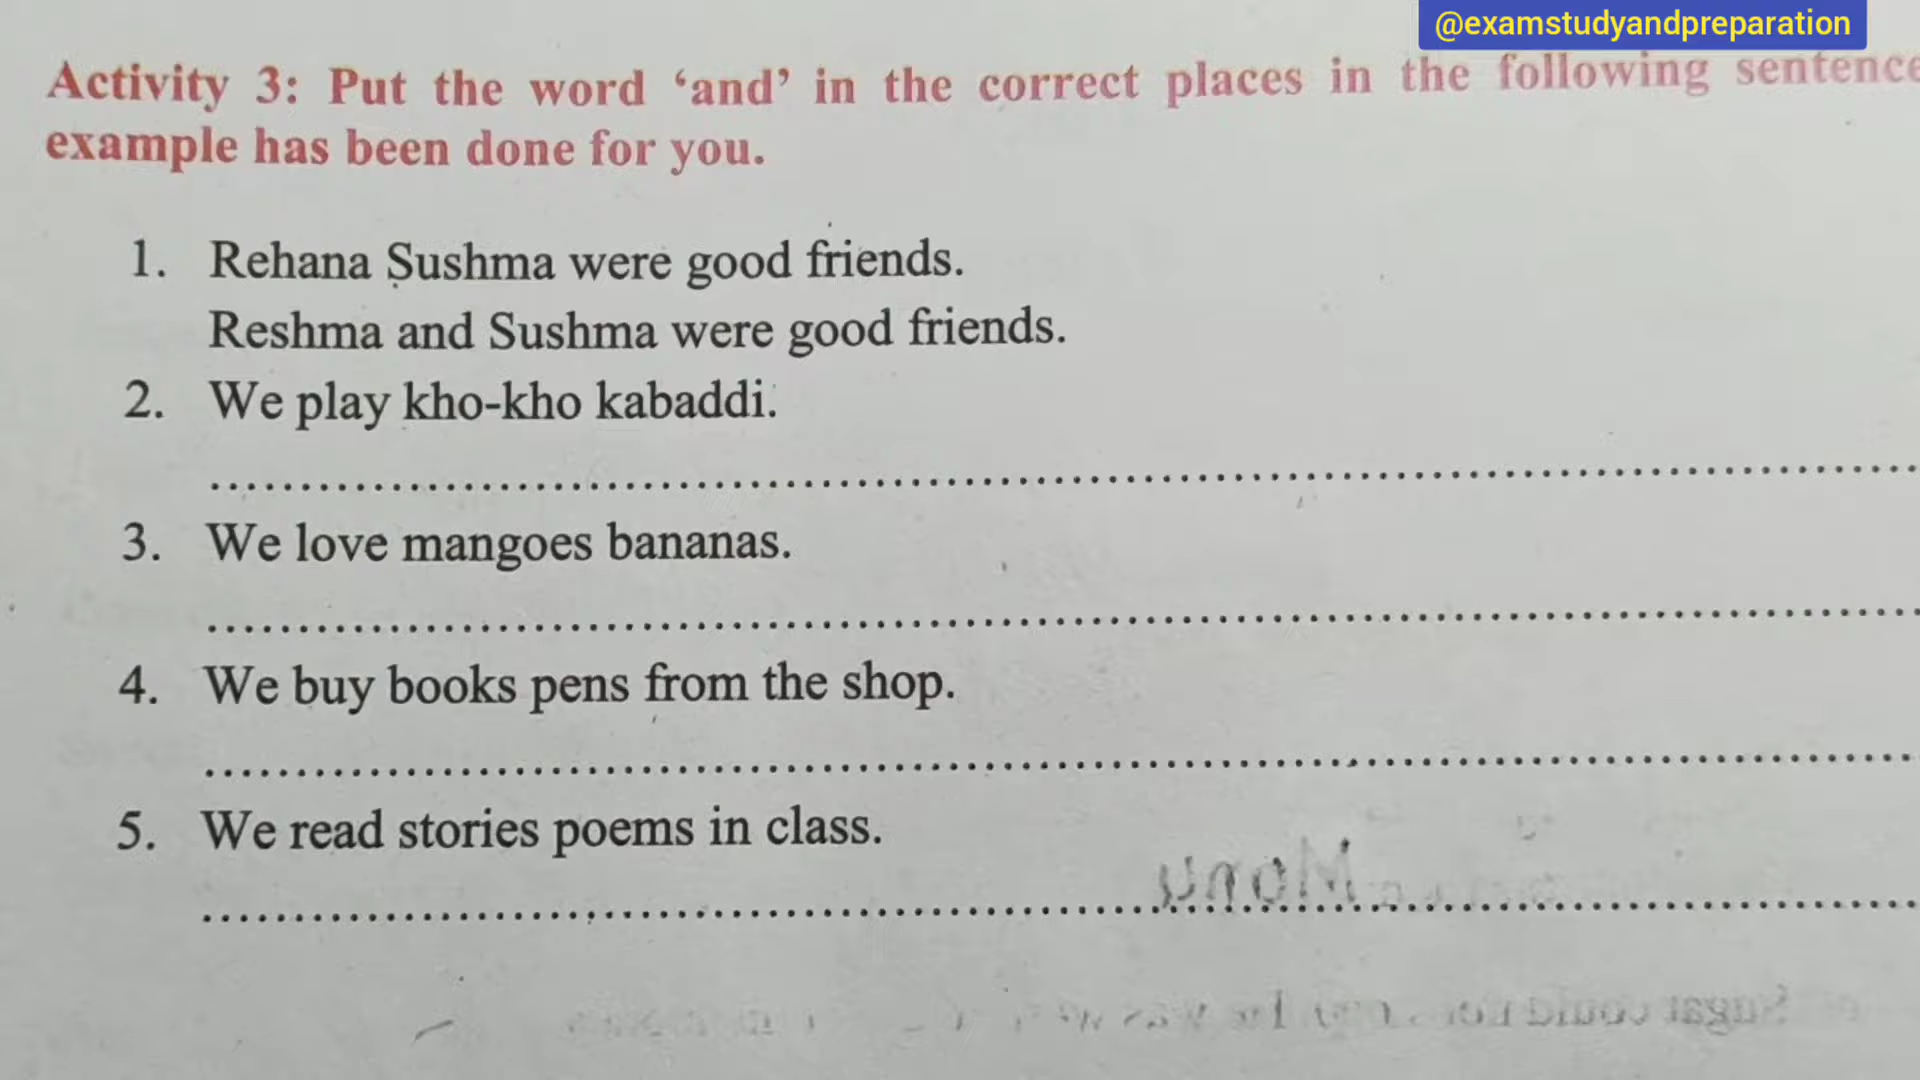 @examstudyandpreparation
Activity 3: Put the word ‘and’ in the correct places in the following sentence
example has been done for you.
1. Rehana Sushma were good friends.
Reshma and Sushma were good friends.
2. We play kho-kho kabaddi.
3. We love mangoes bananas.
4. We buy books pens from the shop.
5. We read stories poems in class.
Monu